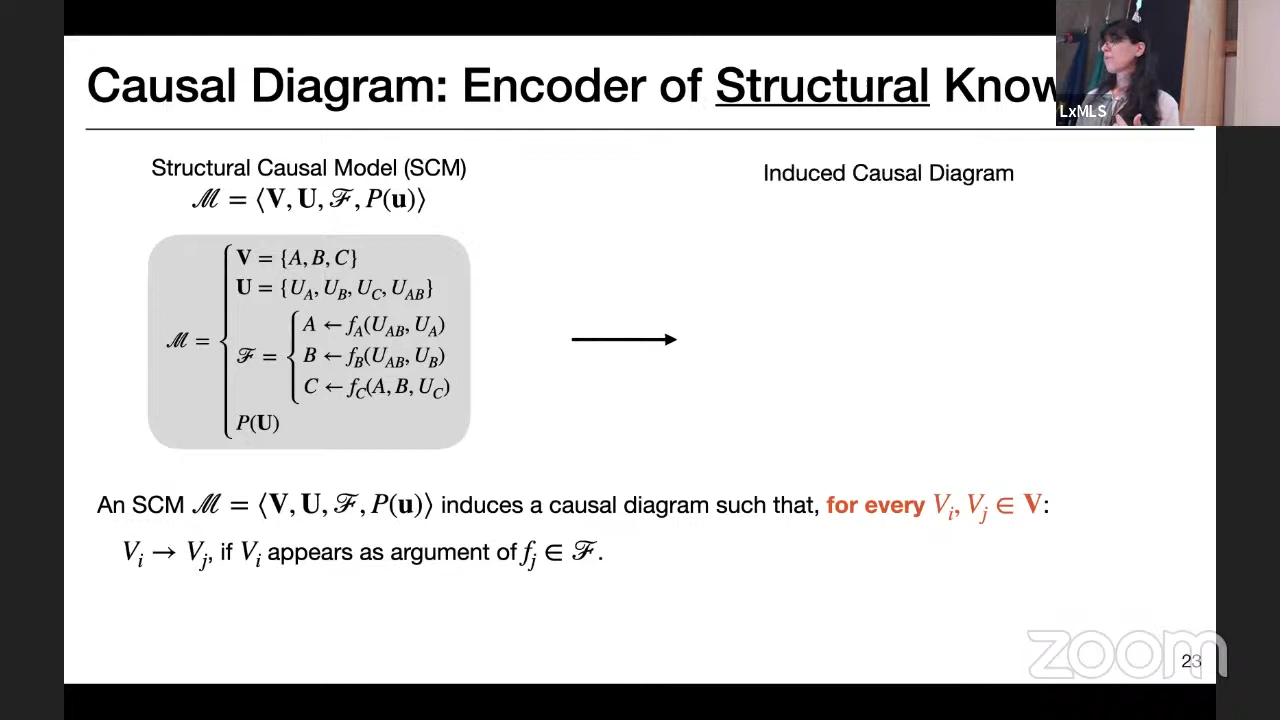 Causal Diagram: Encoder of Structural Know
LxMLS
Structural Causal Model (SCM)
ℳ = ⟨V, U, ℱ, P(u)⟩
Induced Causal Diagram
V = {A, B, C}
U = {U_A, U_B, U_C, U_AB}
ℳ =
ℱ =
A ← f_A(U_AB, U_A)
B ← f_B(U_AB, U_B)
C ← f_C(A, B, U_C)
P(U)
An SCM ℳ = ⟨V, U, ℱ, P(u)⟩ induces a causal diagram such that, for every V_i, V_j ∈ V:
V_i → V_j, if V_i appears as argument of f_j ∈ ℱ.
zoom
23